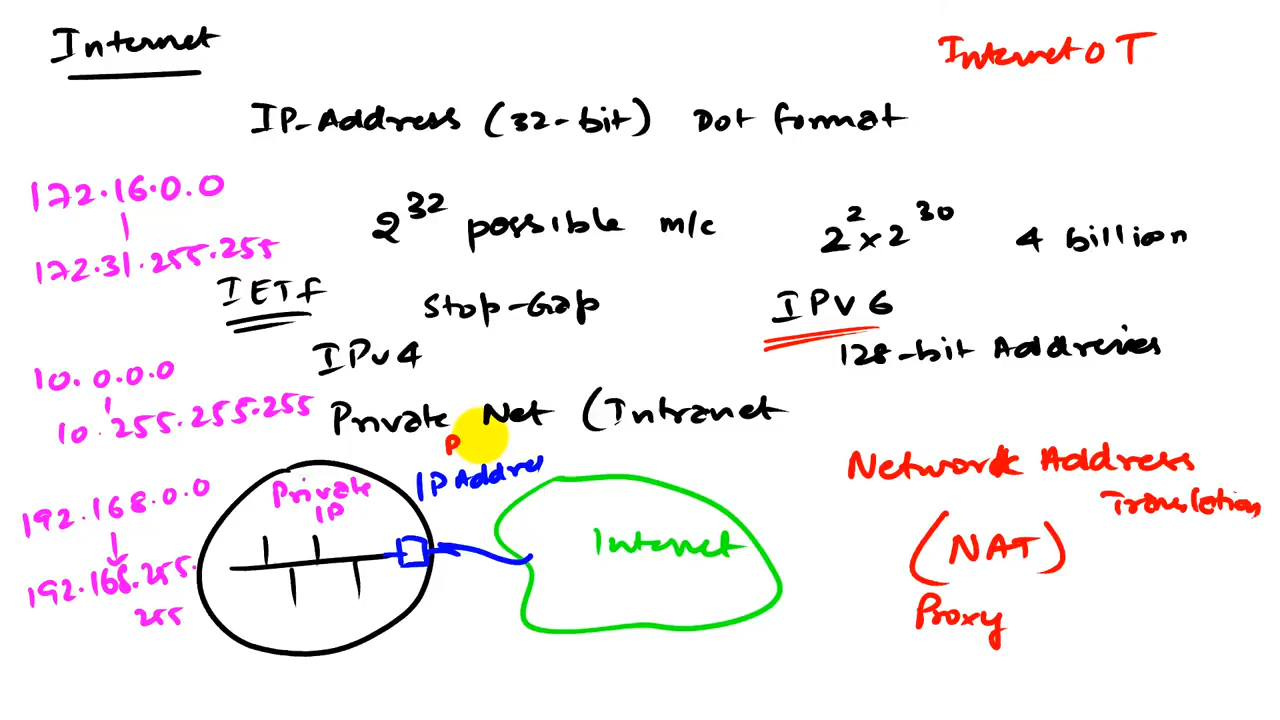 Internet
Internet O T
IP-Address (32-bit) Dot format
172.16.0.0
172.31.255.255
2^32 possible m/c
2^2 x 2^30 4 billion
IETF
Stop-Gap
IPV6
IPv4
128-bit Addresses
10.0.0.0
10.255.255.255
Private Net (Intranet
P
IP Addres
Network Address
Translation
(NAT)
Proxy
192.168.0.0
192.168.255.
255
Private
IP
Internet